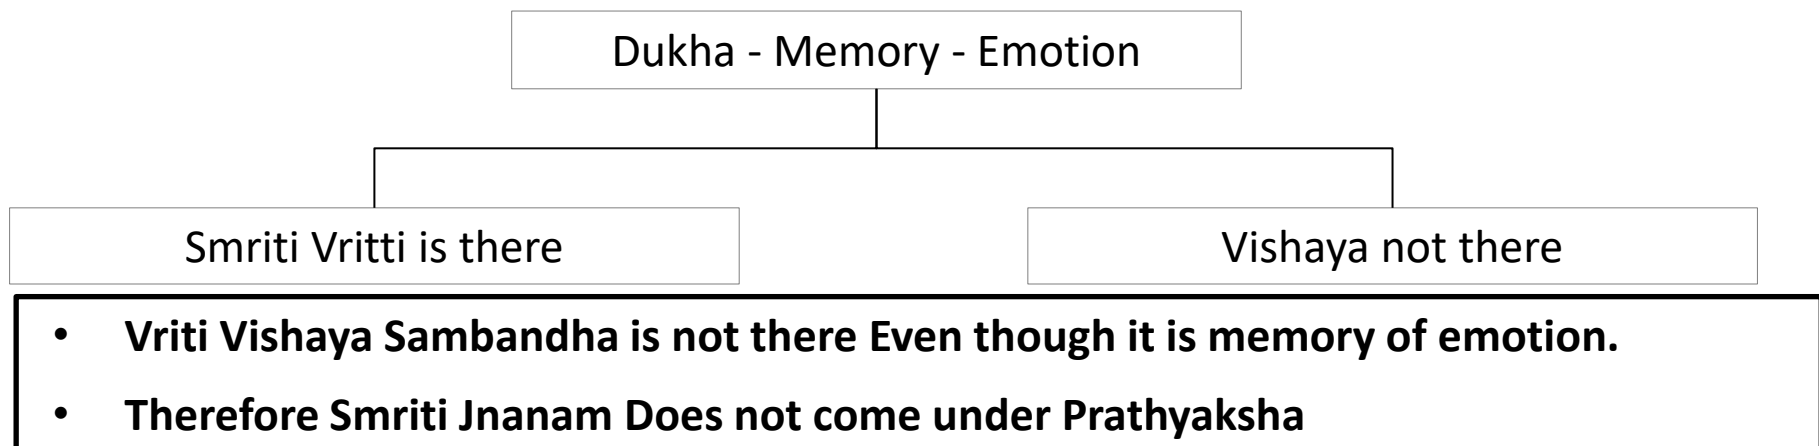 Dukha - Memory - Emotion
Smriti Vritti is there
Vishaya not there
• Vriti Vishaya Sambandha is not there Even though it is memory of emotion.
• Therefore Smriti Jnanam Does not come under Prathyaksha